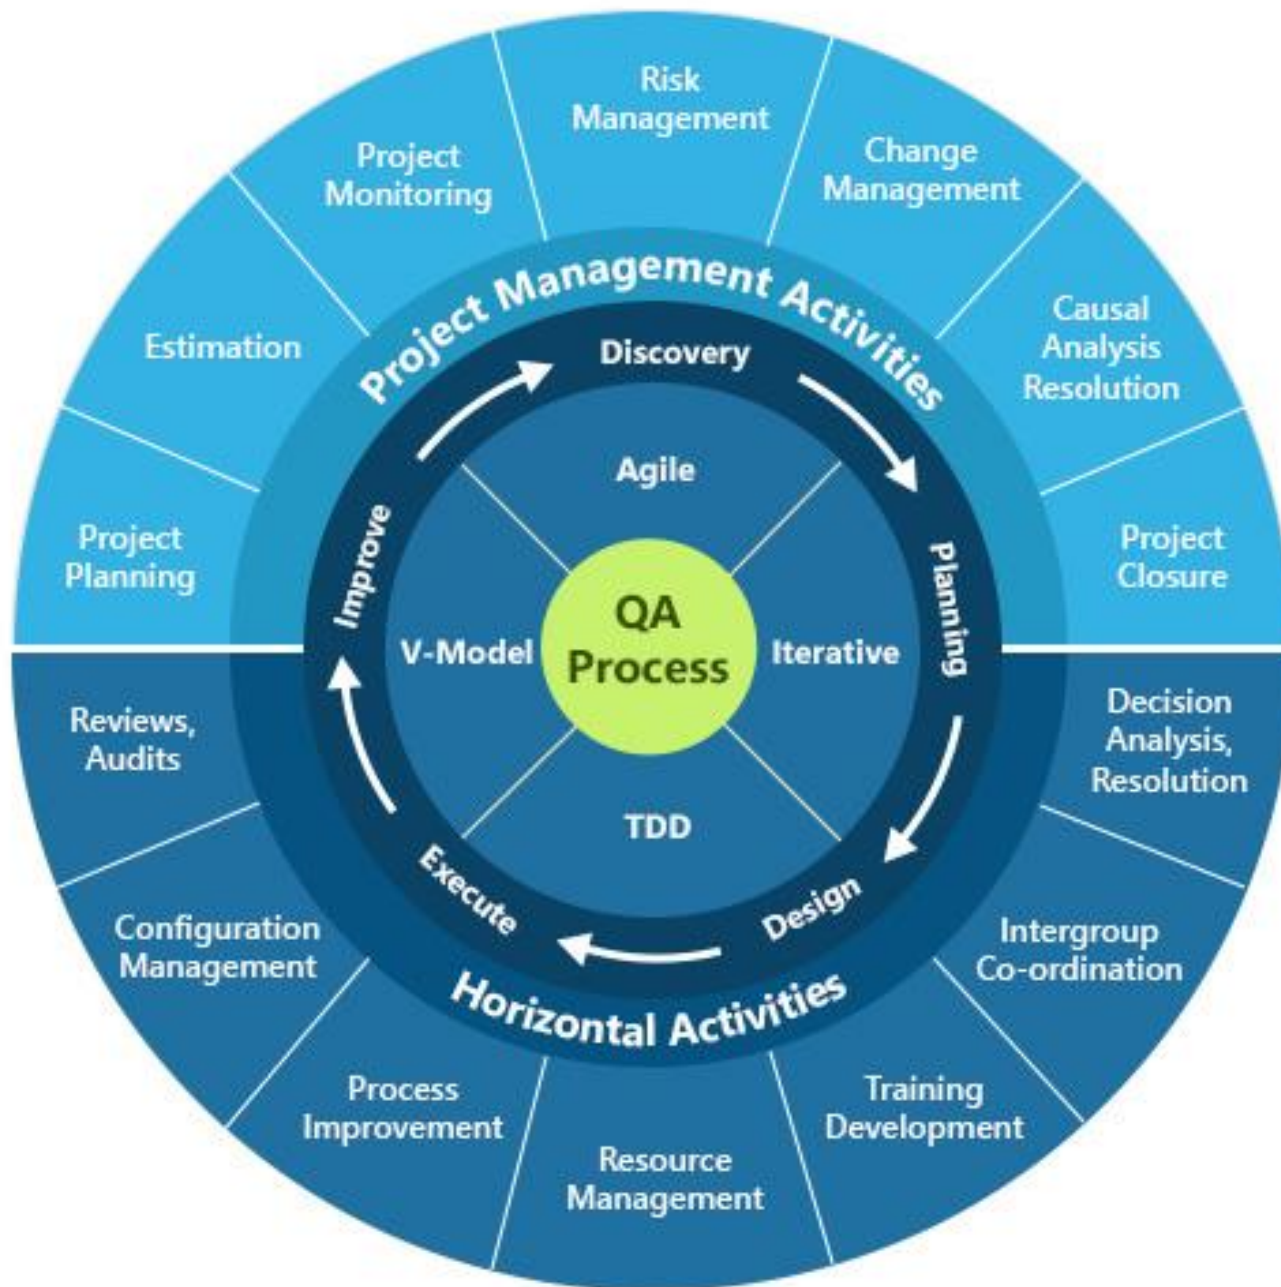 Risk
Management
Project
Monitoring
Change
Management
Estimation
Causal
Analysis
Resolution
Project
Planning
Project
Closure
Project Management Activities
Discovery
Planning
Design
Execute
Improve
Agile
Iterative
TDD
V-Model
QA
Process
Horizontal Activities
Reviews,
Audits
Decision
Analysis,
Resolution
Configuration
Management
Intergroup
Co-ordination
Process
Improvement
Training
Development
Resource
Management